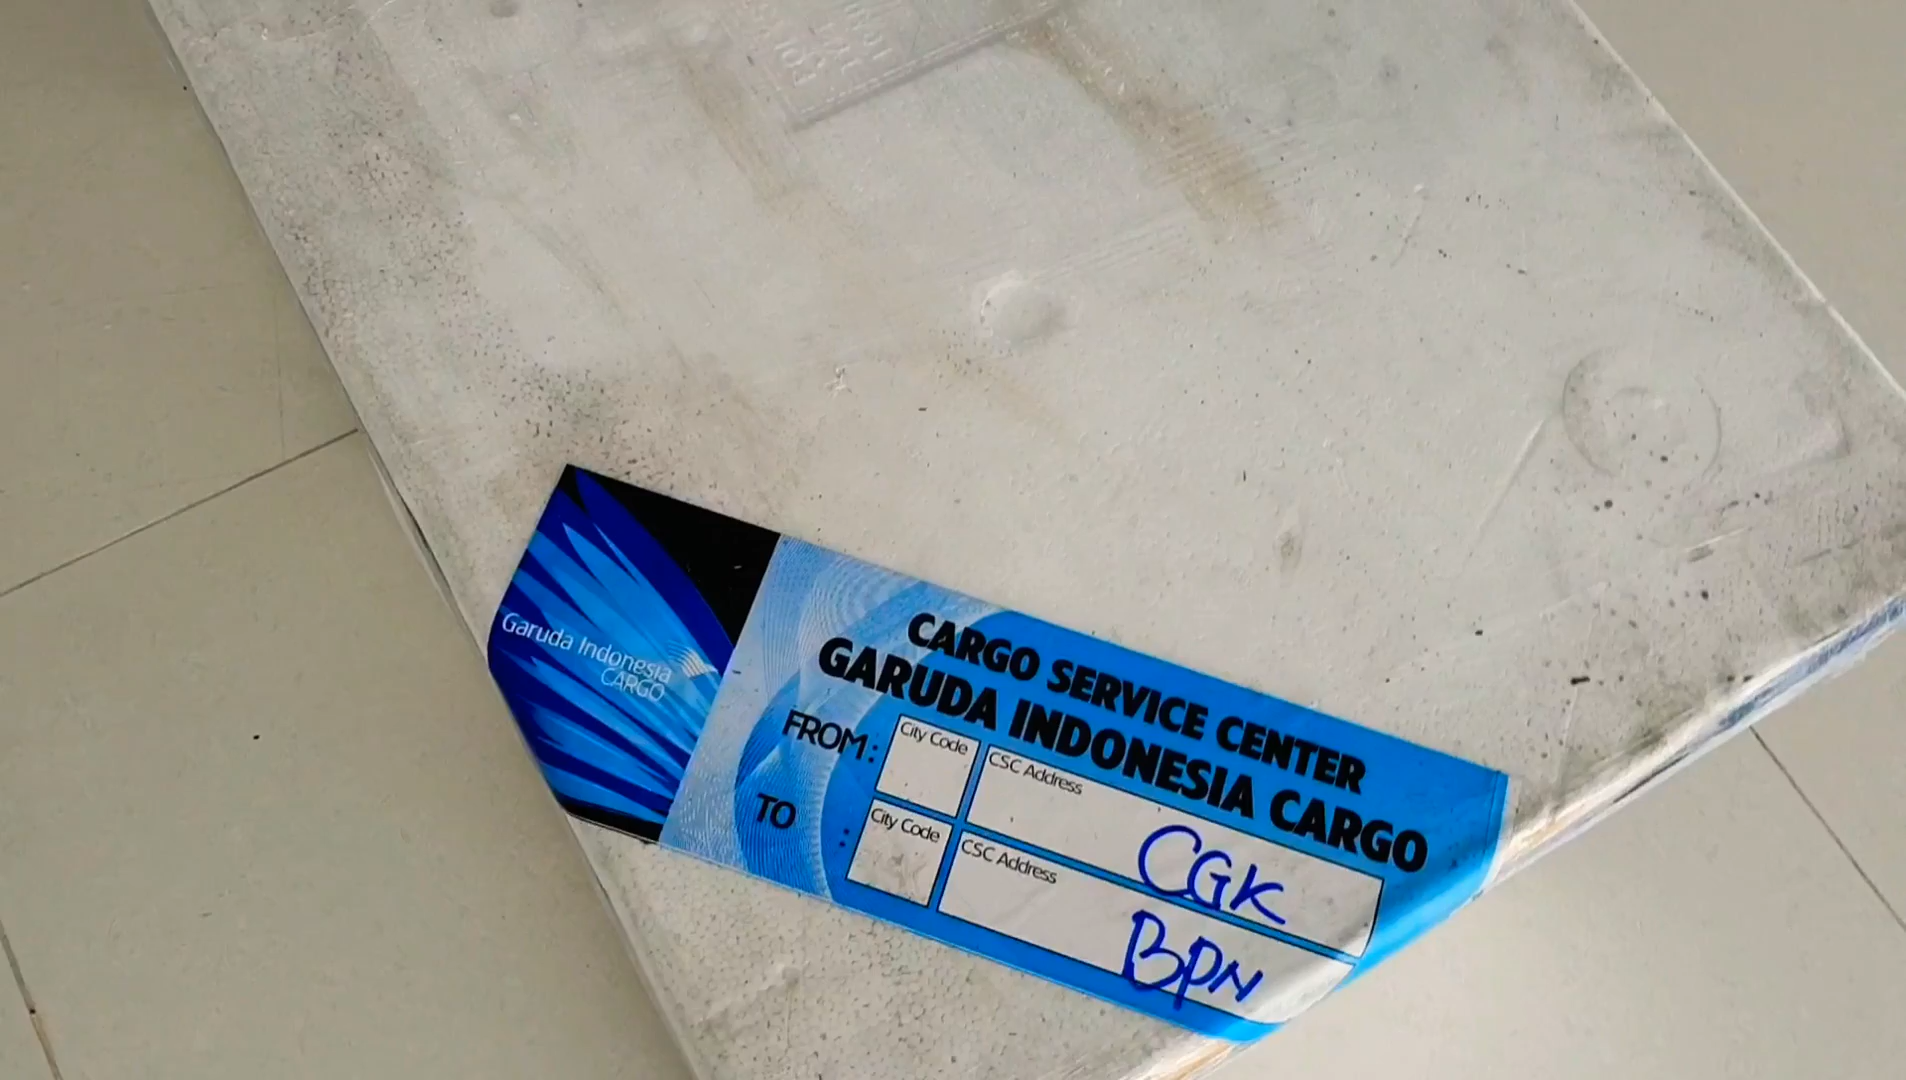 Garuda Indonesia
CARGO
CARGO SERVICE CENTER
GARUDA INDONESIA CARGO
FROM :
City Code
CSC Address
CGK
TO :
City Code
CSC Address
BPN